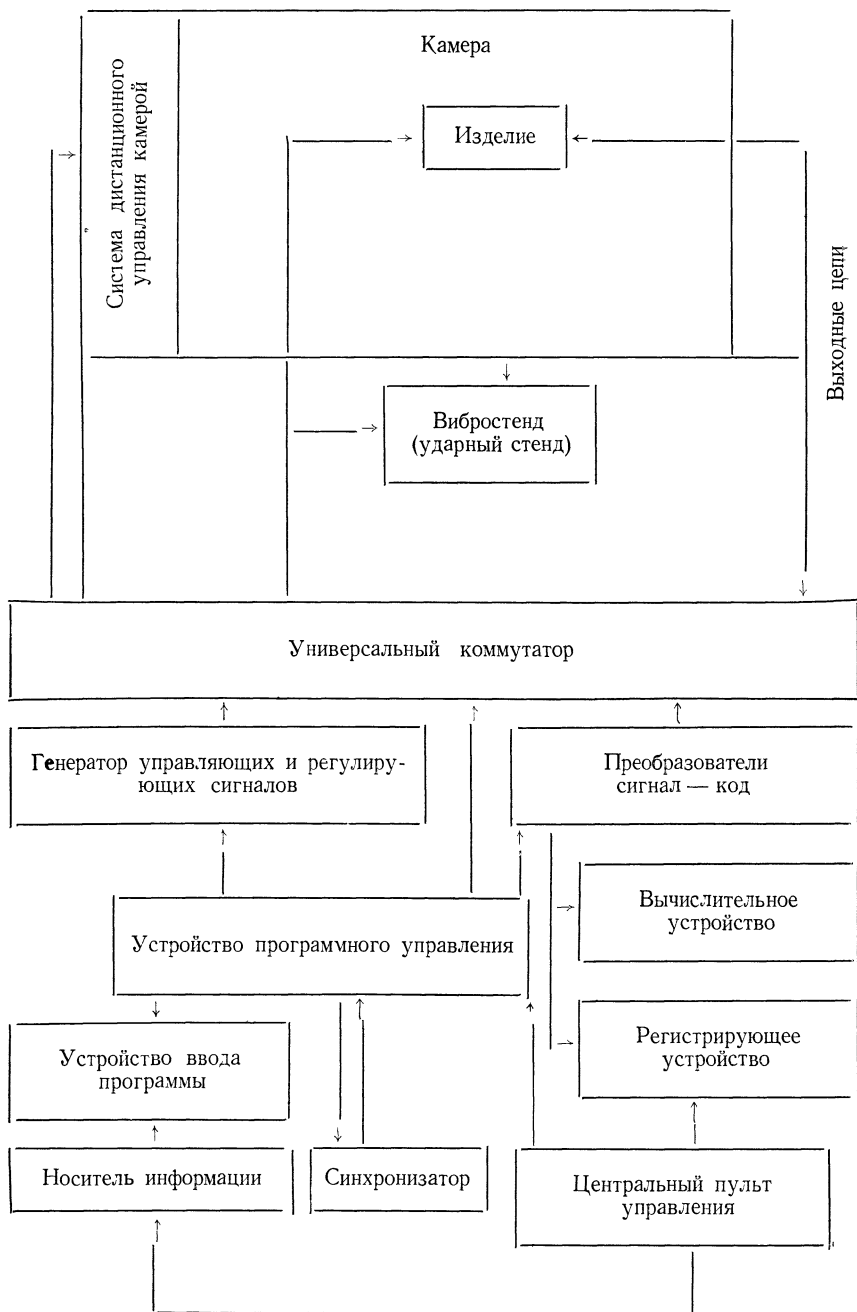 Камера
Система дистанционного
управления камерой
Изделие
Выходные цепи
Вибростенд
(ударный стенд)
Универсальный коммутатор
Генератор управляющих и регулиру-
ющих сигналов
Преобразователи
сигнал — код
Вычислительное
устройство
Устройство программного управления
Регистрирующее
устройство
Устройство ввода
программы
Носитель информации
Синхронизатор
Центральный пульт
управления